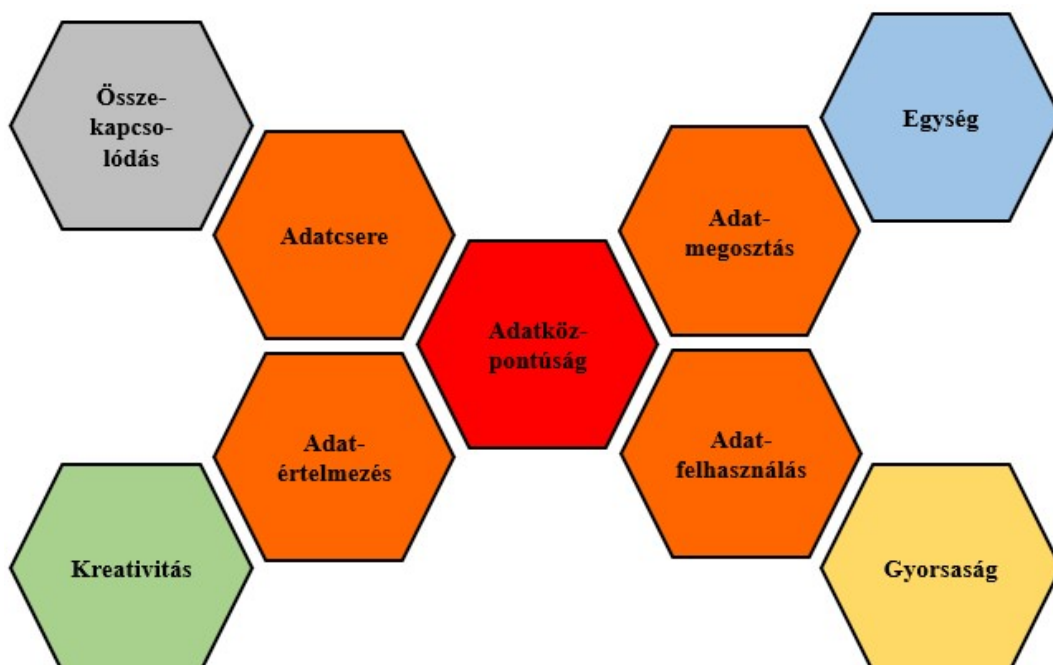 Össze-
kapcso-
lódás
Egység
Adatcsere
Adat-
megosztás
Adatköz-
pontúság
Adat-
értelmezés
Adat-
felhasználás
Kreativitás
Gyorsaság